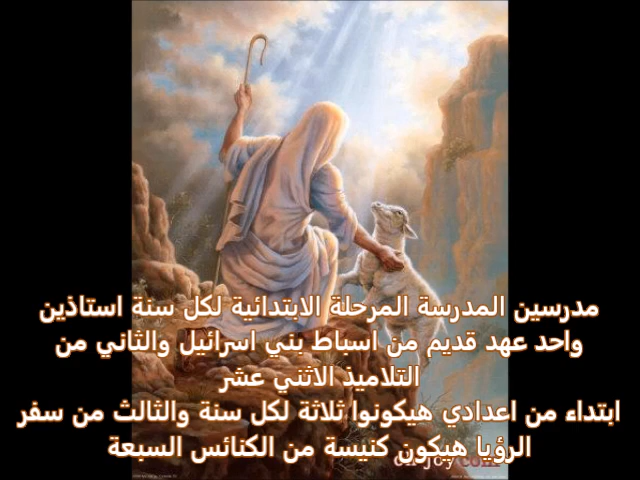 مدرسين المدرسة المرحلة الابتدائية لكل سنة استاذين
واحد عهد قديم من اسباط بني اسرائيل والثاني من
التلاميذ الاثني عشر
ابتداء من اعدادي هيكونوا ثلاثة لكل سنة والثالث من سفر
الرؤيا هيكون كنيسة من الكنائس السبعة